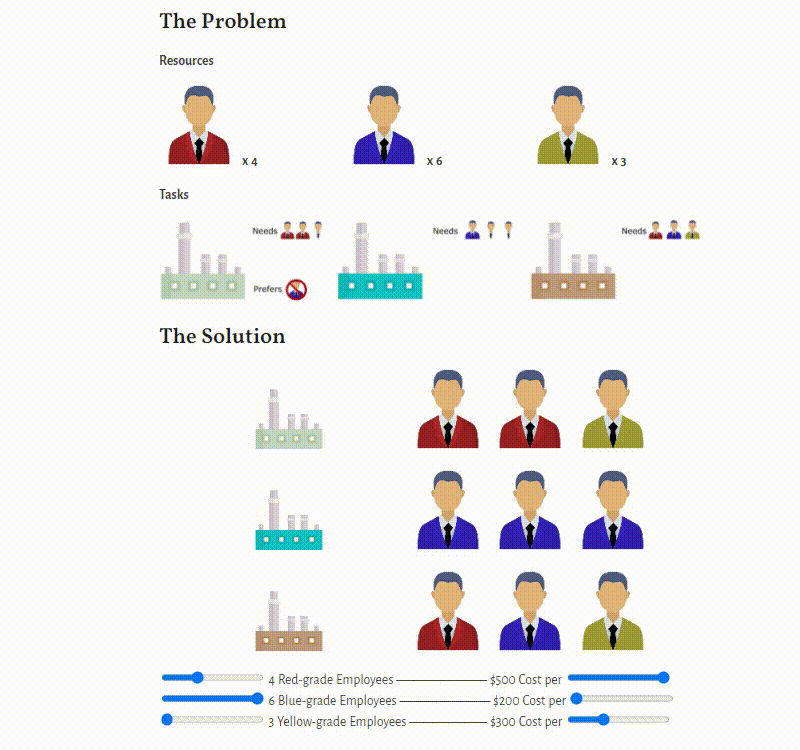 The Problem
Resources
x 4
x 6
x 3
Tasks
Needs
Needs
Needs
Prefers
The Solution
4 Red-grade Employees $500 Cost per
6 Blue-grade Employees $200 Cost per
3 Yellow-grade Employees $300 Cost per